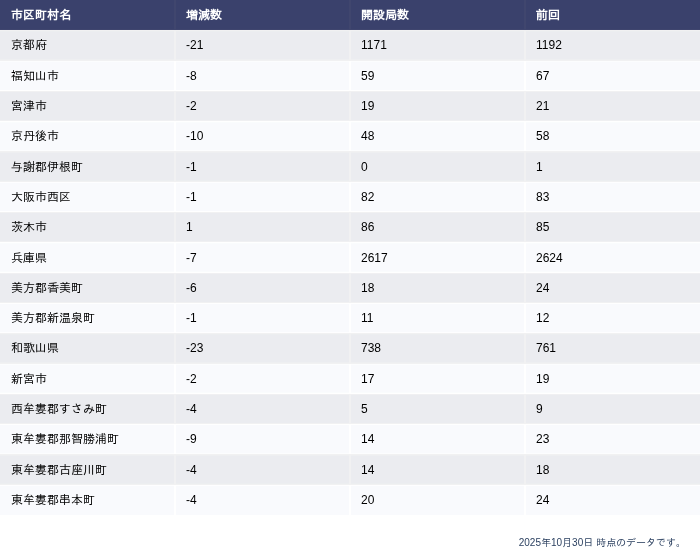 市区町村名 増減数 開設局数 前回
京都府 -21 1171 1192
福知山市 -8 59 67
宮津市 -2 19 21
京丹後市 -10 48 58
与謝郡伊根町 -1 0 1
大阪市西区 -1 82 83
茨木市 1 86 85
兵庫県 -7 2617 2624
美方郡香美町 -6 18 24
美方郡新温泉町 -1 11 12
和歌山県 -23 738 761
新宮市 -2 17 19
西牟婁郡すさみ町 -4 5 9
東牟婁郡那智勝浦町 -9 14 23
東牟婁郡古座川町 -4 14 18
東牟婁郡串本町 -4 20 24
2025年10月30日 時点のデータです。